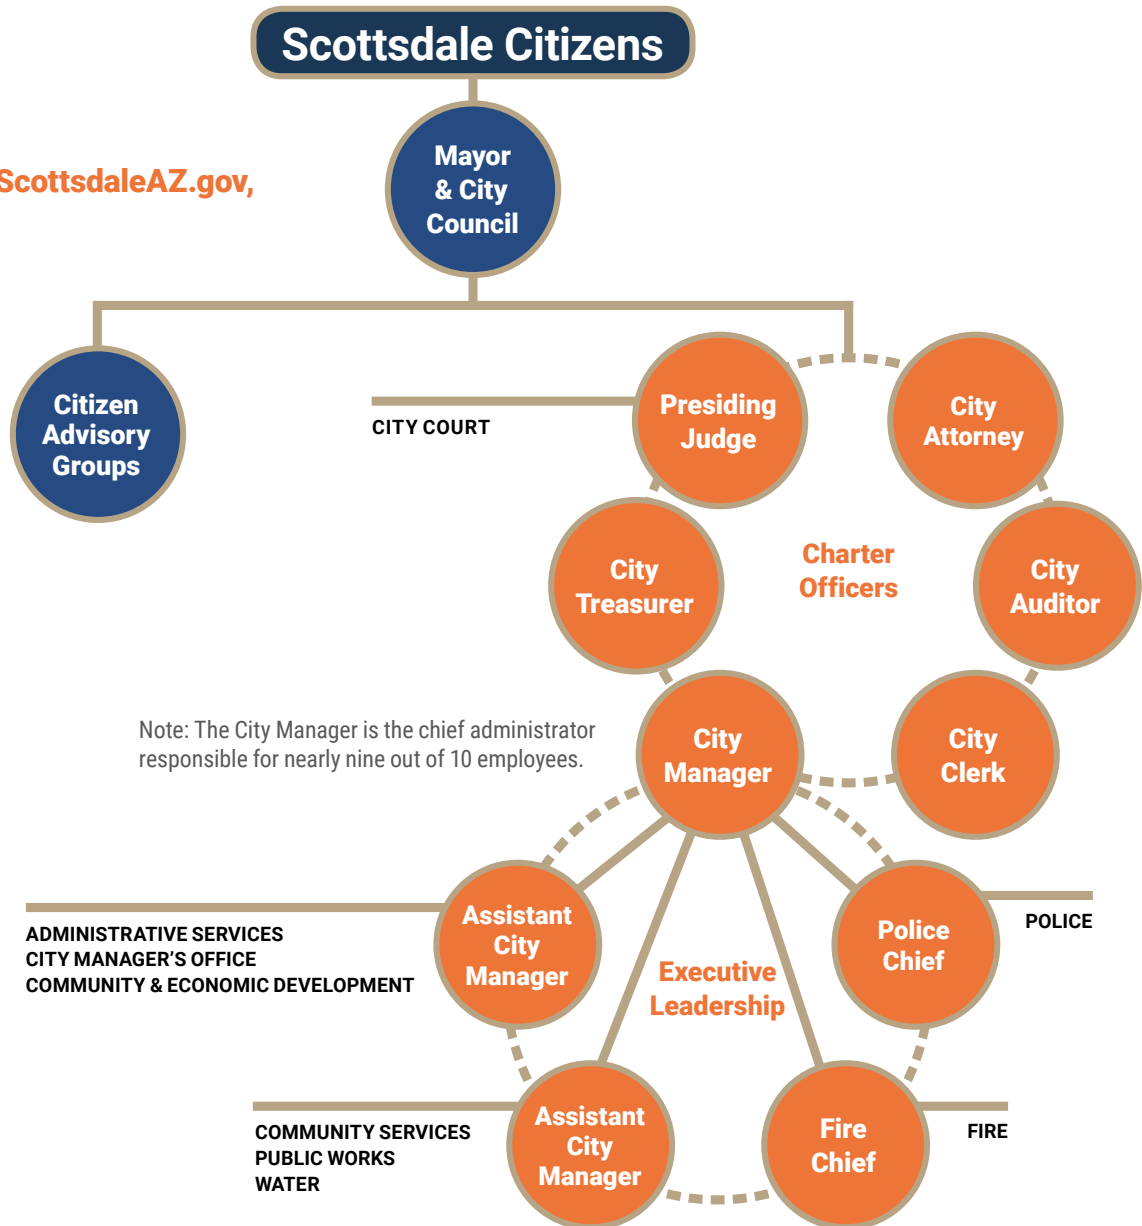 Scottsdale Citizens
Mayor
& City
Council
ScottsdaleAZ.gov,
Citizen
Advisory
Groups
CITY COURT
Presiding
Judge
City
Attorney
City
Treasurer
Charter
Officers
City
Auditor
Note: The City Manager is the chief administrator
responsible for nearly nine out of 10 employees.
City
Manager
City
Clerk
ADMINISTRATIVE SERVICES
CITY MANAGER’S OFFICE
COMMUNITY & ECONOMIC DEVELOPMENT
Assistant
City
Manager
Executive
Leadership
Police
Chief
POLICE
COMMUNITY SERVICES
PUBLIC WORKS
WATER
Assistant
City
Manager
Fire
Chief
FIRE